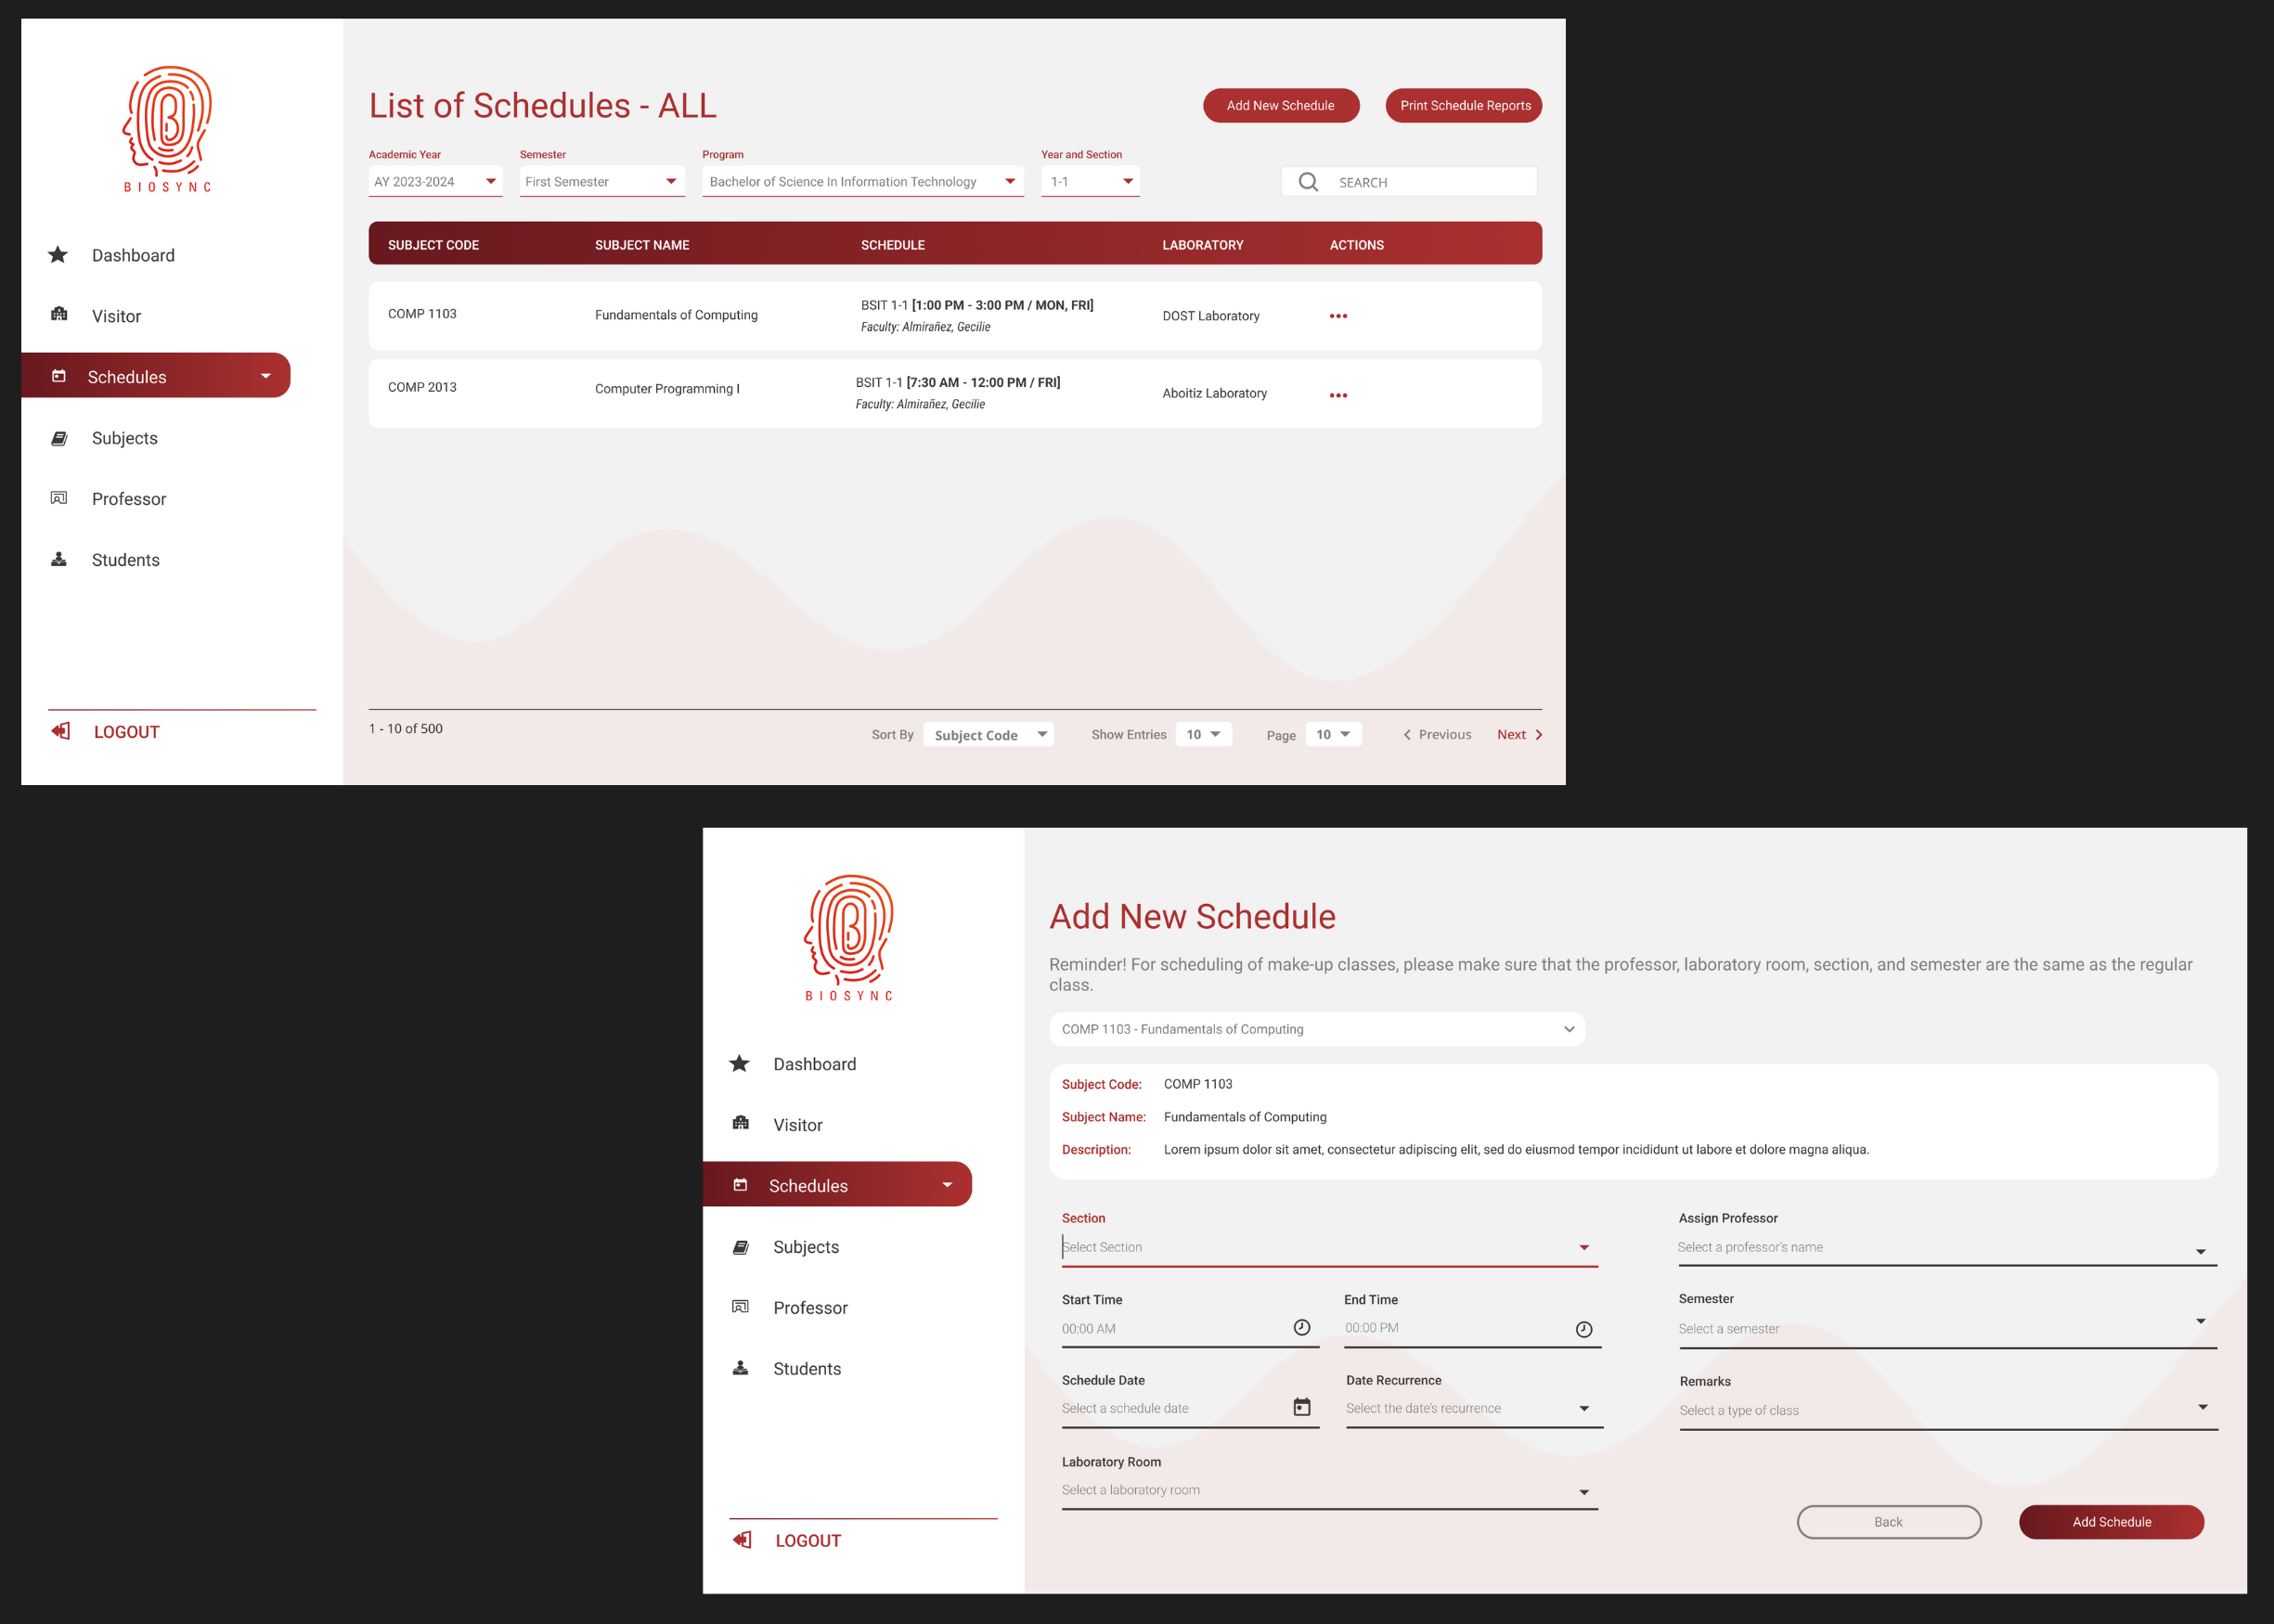 BIOSYNC
Dashboard
Visitor
Schedules
Subjects
Professor
Students
LOGOUT
List of Schedules - ALL
Add New Schedule
Print Schedule Reports
Academic Year
Semester
Program
Year and Section
AY 2023-2024
First Semester
Bachelor of Science In Information Technology
1-1
SEARCH
SUBJECT CODE SUBJECT NAME SCHEDULE LABORATORY ACTIONS
COMP 1103
Fundamentals of Computing
BSIT 1-1 [1:00 PM - 3:00 PM / MON, FRI]
Faculty: Almirañez, Gecilie
DOST Laboratory
COMP 2013
Computer Programming I
BSIT 1-1 [7:30 AM - 12:00 PM / FRI]
Faculty: Almirañez, Gecilie
Aboitiz Laboratory
1 - 10 of 500
Sort By Subject Code
Show Entries 10
Page 10
Previous
Next
BIOSYNC
Dashboard
Visitor
Schedules
Subjects
Professor
Students
LOGOUT
Add New Schedule
Reminder! For scheduling of make-up classes, please make sure that the professor, laboratory room, section, and semester are the same as the regular
class.
COMP 1103 - Fundamentals of Computing
Subject Code: COMP 1103
Subject Name: Fundamentals of Computing
Description: Lorem ipsum dolor sit amet, consectetur adipiscing elit, sed do eiusmod tempor incididunt ut labore et dolore magna aliqua.
Section
Select Section
Assign Professor
Select a professor's name
Start Time
00:00 AM
End Time
00:00 PM
Semester
Select a semester
Schedule Date
Select a schedule date
Date Recurrence
Select the date's recurrence
Remarks
Select a type of class
Laboratory Room
Select a laboratory room
Back
Add Schedule